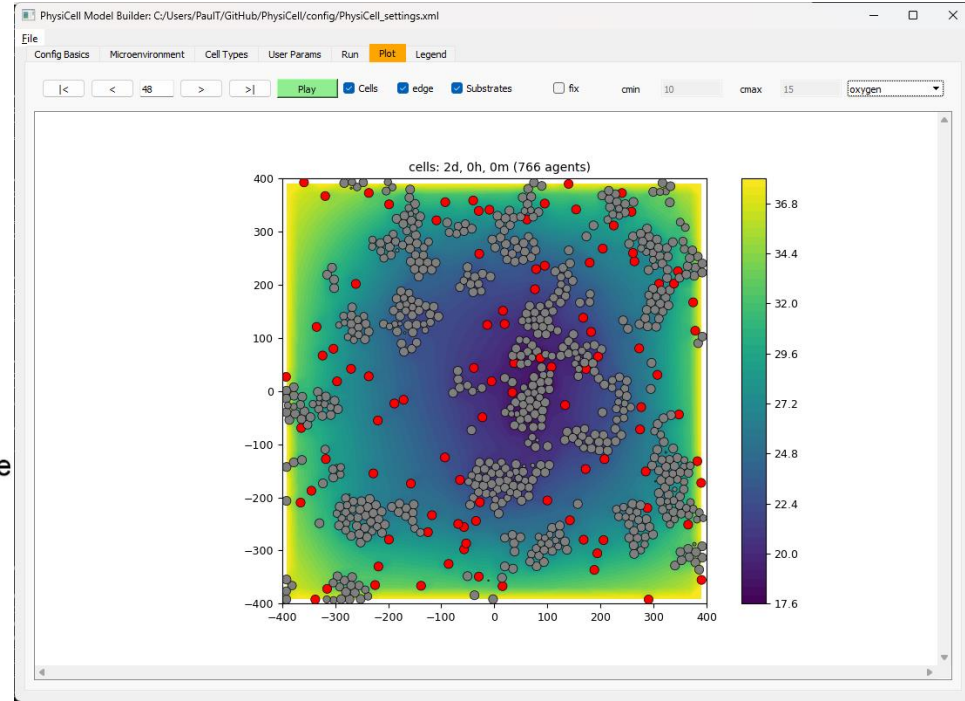 PhysiCell Model Builder: C:/Users/PaulT/GitHub/PhysiCell/config/PhysiCell_settings.xml
File
Config Basics Microenvironment Cell Types User Params Run Plot Legend
|< < 48 > >| Play Cells edge Substrates fix cmin 10 cmax 15 oxygen
cells: 2d, 0h, 0m (766 agents)
400
300
200
100
0
−100
−200
−300
−400
−400 −300 −200 −100 0 100 200 300 400
36.8
34.4
32.0
29.6
27.2
24.8
22.4
20.0
17.6
e